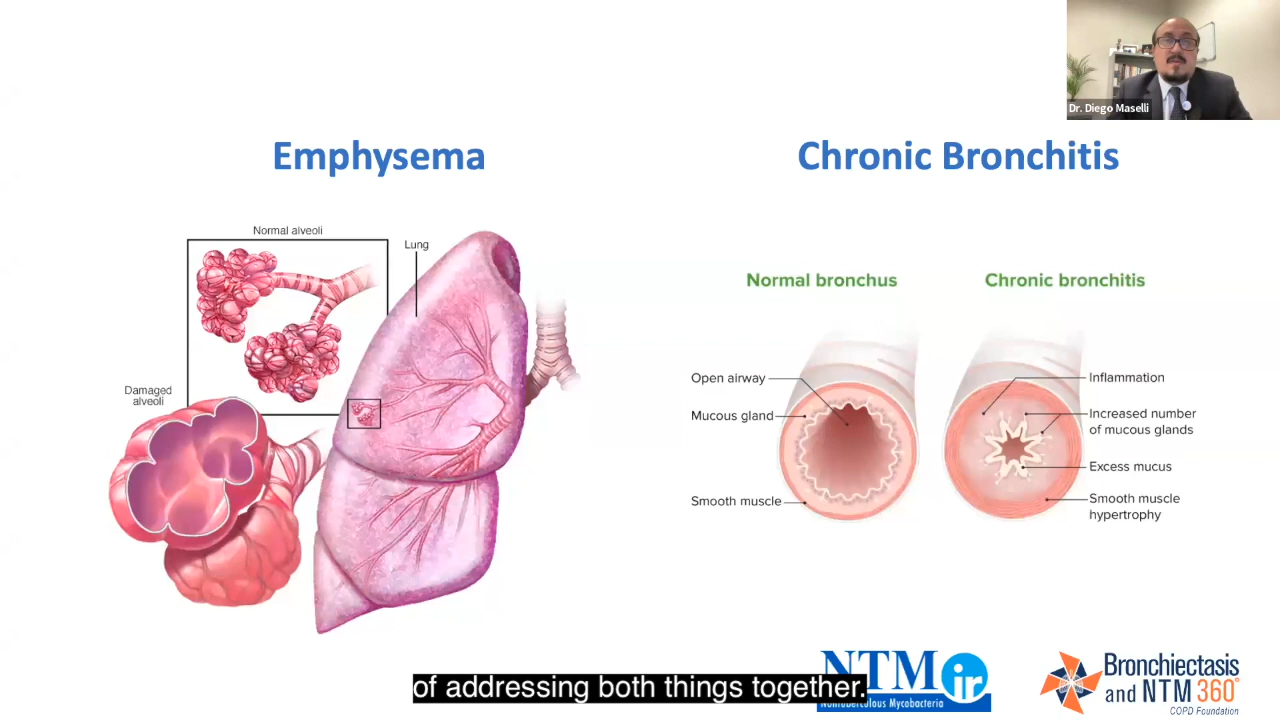 Dr. Diego Maselli
Emphysema
Chronic Bronchitis
Normal alveoli
Lung
Damaged
alveoli
Normal bronchus
Chronic bronchitis
Open airway
Mucous gland
Smooth muscle
Inflammation
Increased number
of mucous glands
Excess mucus
Smooth muscle
hypertrophy
of addressing both things together.
NTM ir
Nontuberculous Mycobacteria
Bronchiectasis
and NTM 360°
COPD Foundation